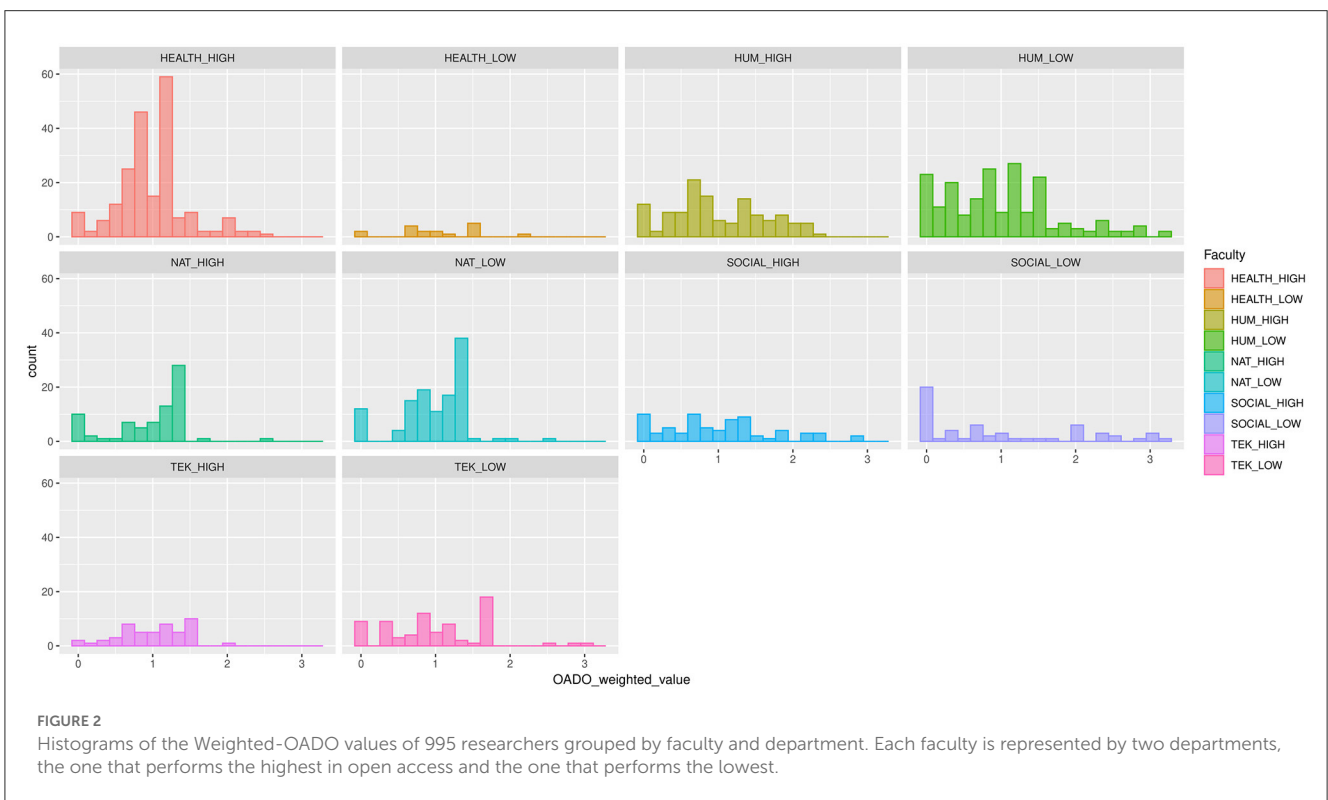 HEALTH_HIGH HEALTH_LOW HUM_HIGH HUM_LOW
60
40
20
0
NAT_HIGH NAT_LOW SOCIAL_HIGH SOCIAL_LOW
60
40
20
0
0 1 2 3 0 1 2 3
TEK_HIGH TEK_LOW
60
40
20
0
0 1 2 3 0 1 2 3
count
OADO_weighted_value
Faculty
HEALTH_HIGH
HEALTH_LOW
HUM_HIGH
HUM_LOW
NAT_HIGH
NAT_LOW
SOCIAL_HIGH
SOCIAL_LOW
TEK_HIGH
TEK_LOW
FIGURE 2
Histograms of the Weighted-OADO values of 995 researchers grouped by faculty and department. Each faculty is represented by two departments,
the one that performs the highest in open access and the one that performs the lowest.